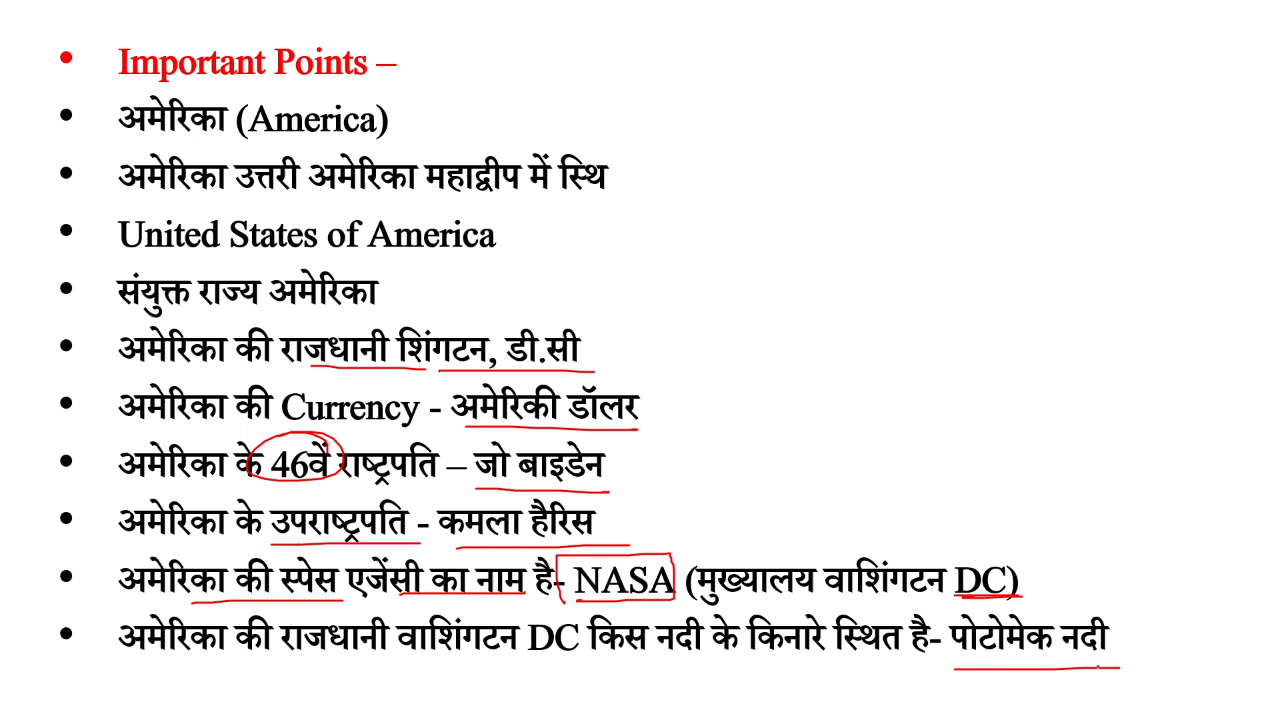 • Important Points –
• अमेरिका (America)
• अमेरिका उत्तरी अमेरिका महाद्वीप में स्थि
• United States of America
• संयुक्त राज्य अमेरिका
• अमेरिका की राजधानी शिंगटन, डी.सी
• अमेरिका की Currency - अमेरिकी डॉलर
• अमेरिका के 46वें राष्ट्रपति – जो बाइडेन
• अमेरिका के उपराष्ट्रपति - कमला हैरिस
• अमेरिका की स्पेस एजेंसी का नाम है- NASA (मुख्यालय वाशिंगटन DC)
• अमेरिका की राजधानी वाशिंगटन DC किस नदी के किनारे स्थित है- पोटोमेक नदी